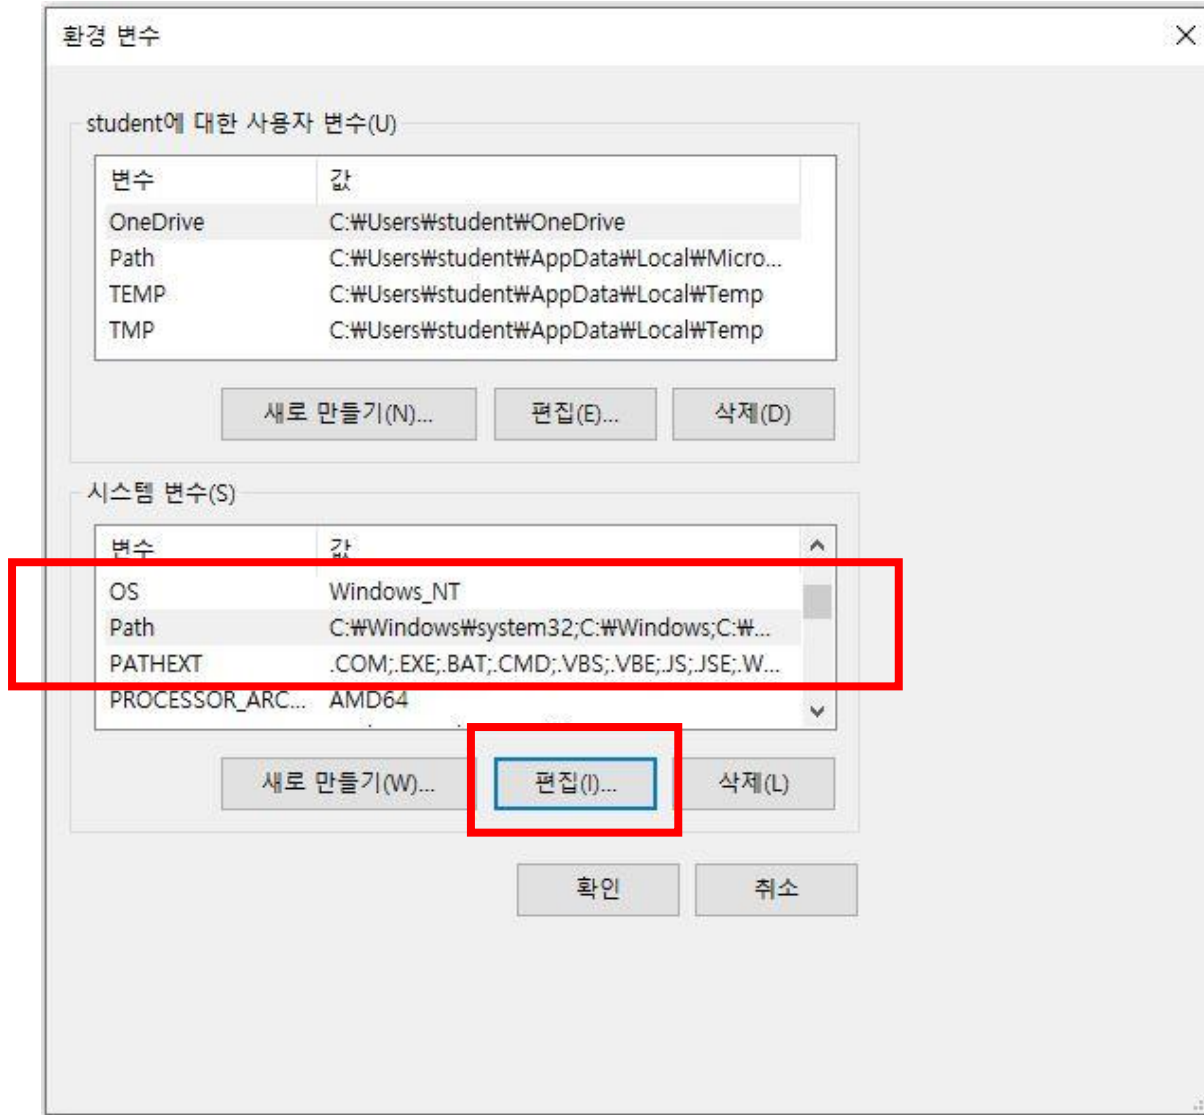 환경 변수
student에 대한 사용자 변수(U)
변수 값
OneDrive C:₩Users₩student₩OneDrive
Path C:₩Users₩student₩AppData₩Local₩Micro...
TEMP C:₩Users₩student₩AppData₩Local₩Temp
TMP C:₩Users₩student₩AppData₩Local₩Temp
새로 만들기(N)... 편집(E)... 삭제(D)
시스템 변수(S)
변수 값
OS Windows_NT
Path C:₩Windows₩system32;C:₩Windows;C:₩...
PATHEXT .COM;.EXE;.BAT;.CMD;.VBS;.VBE;.JS;.JSE;.W...
PROCESSOR_ARC... AMD64
새로 만들기(W)... 편집(I)... 삭제(L)
확인 취소